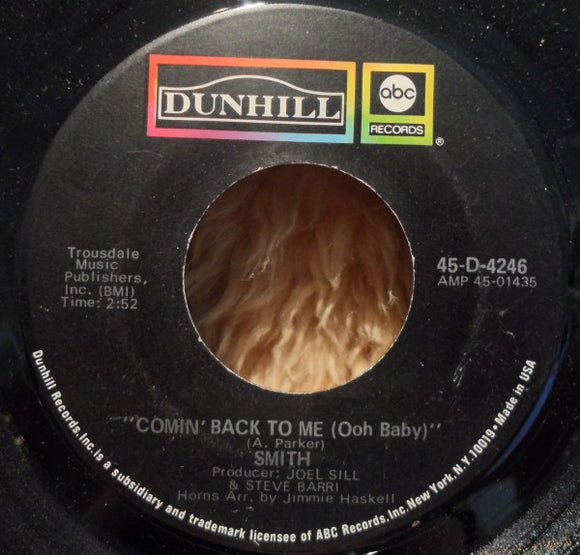 DUNHILL
abc
RECORDS
®
Trousdale
Music
Publishers,
Inc. (BMI)
Time: 2:52
45-D-4246
AMP 45-01435
"COMIN' BACK TO ME (Ooh Baby)"
(A. Parker)
SMITH
Producer: JOEL SILL
& STEVE BARRI
Horns Arr. by Jimmie Haskell
Dunhill Records, Inc. is a subsidiary and trademark licensee of ABC Records, Inc. New York, N.Y. 10019 • Made in USA